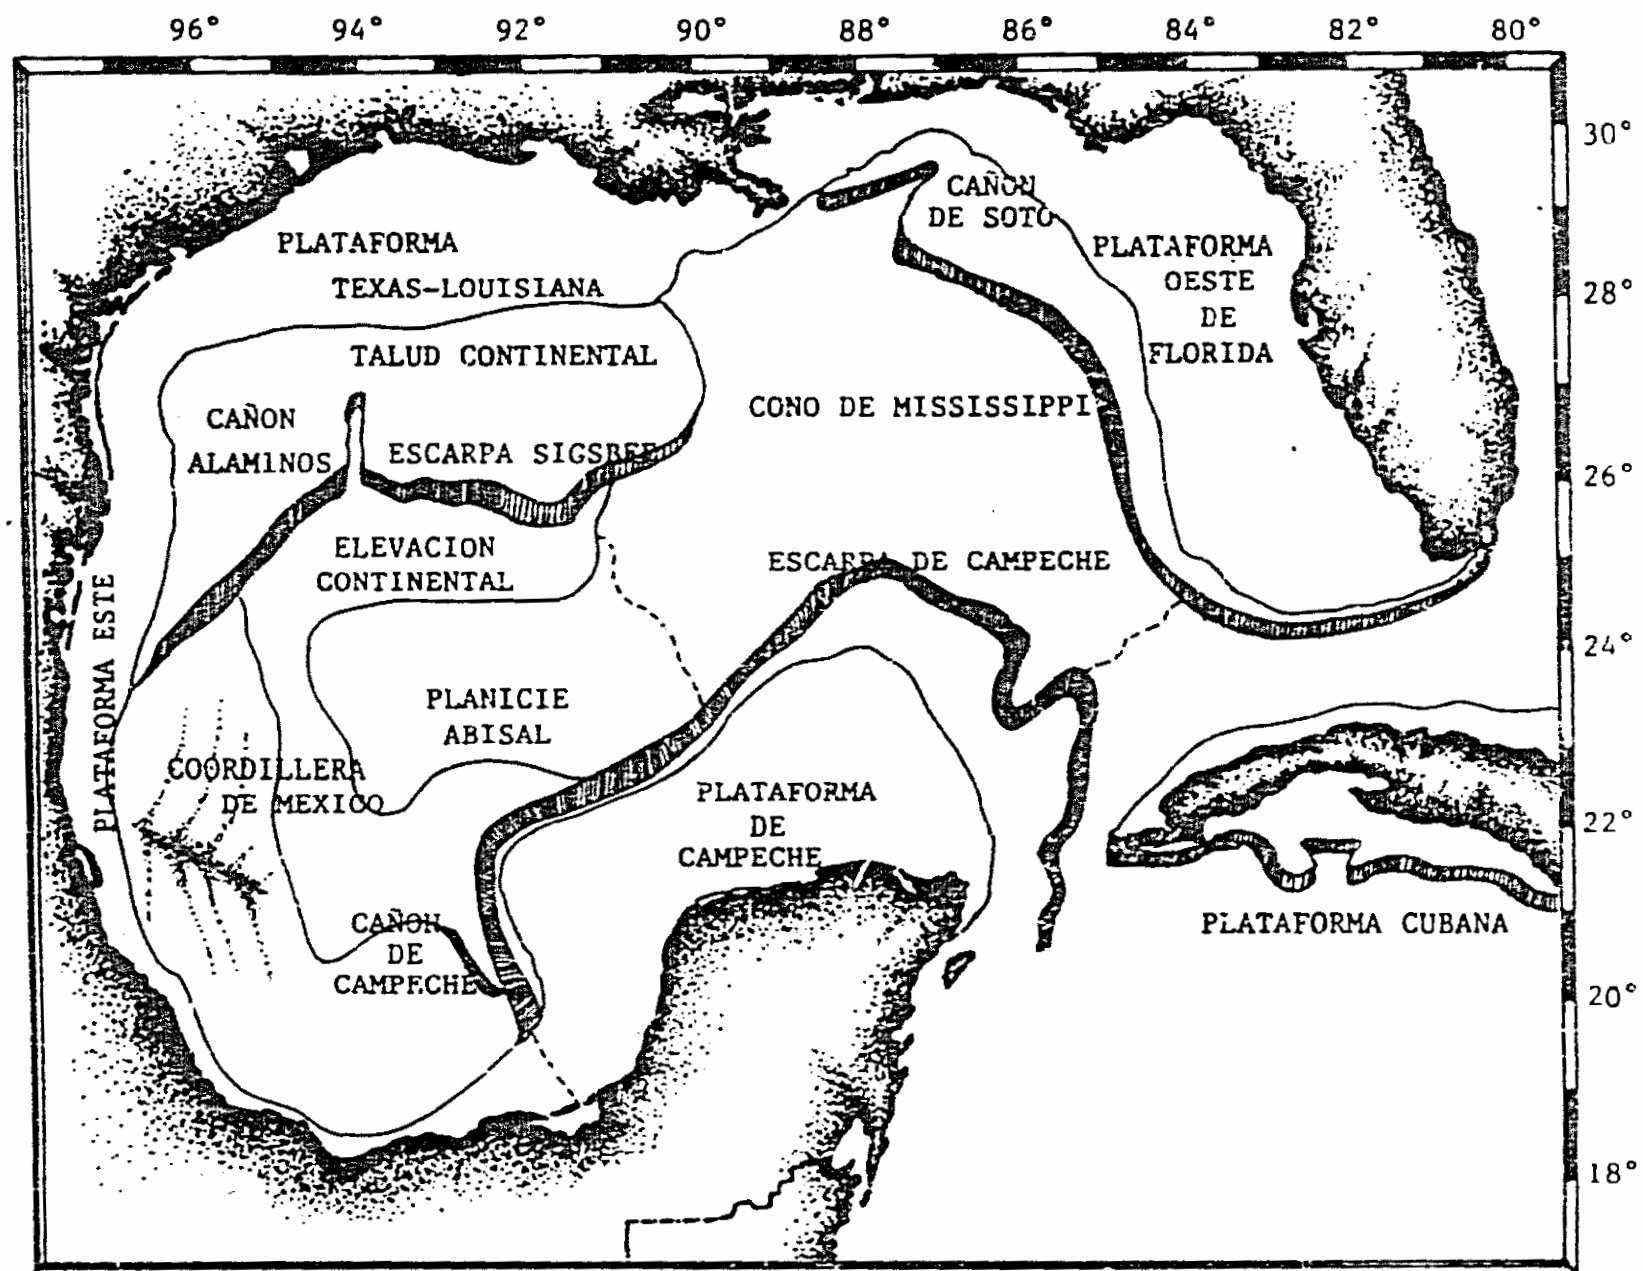 96° 94° 92° 90° 88° 86° 84° 82° 80°
30°
CAÑON
DE SOTO
PLATAFORMA
TEXAS-LOUISIANA
PLATAFORMA
OESTE
DE
FLORIDA
28°
TALUD CONTINENTAL
CAÑON
ALAMINOS
ESCARPA SIGSBEE
CONO DE MISSISSIPPI
26°
ELEVACION
CONTINENTAL
ESCARPA DE CAMPECHE
PLATAFORMA ESTE
24°
PLANICIE
ABISAL
COORDILLERA
DE MEXICO
PLATAFORMA
DE
CAMPECHE
22°
CAÑON
DE
CAMPECHE
PLATAFORMA CUBANA
20°
18°